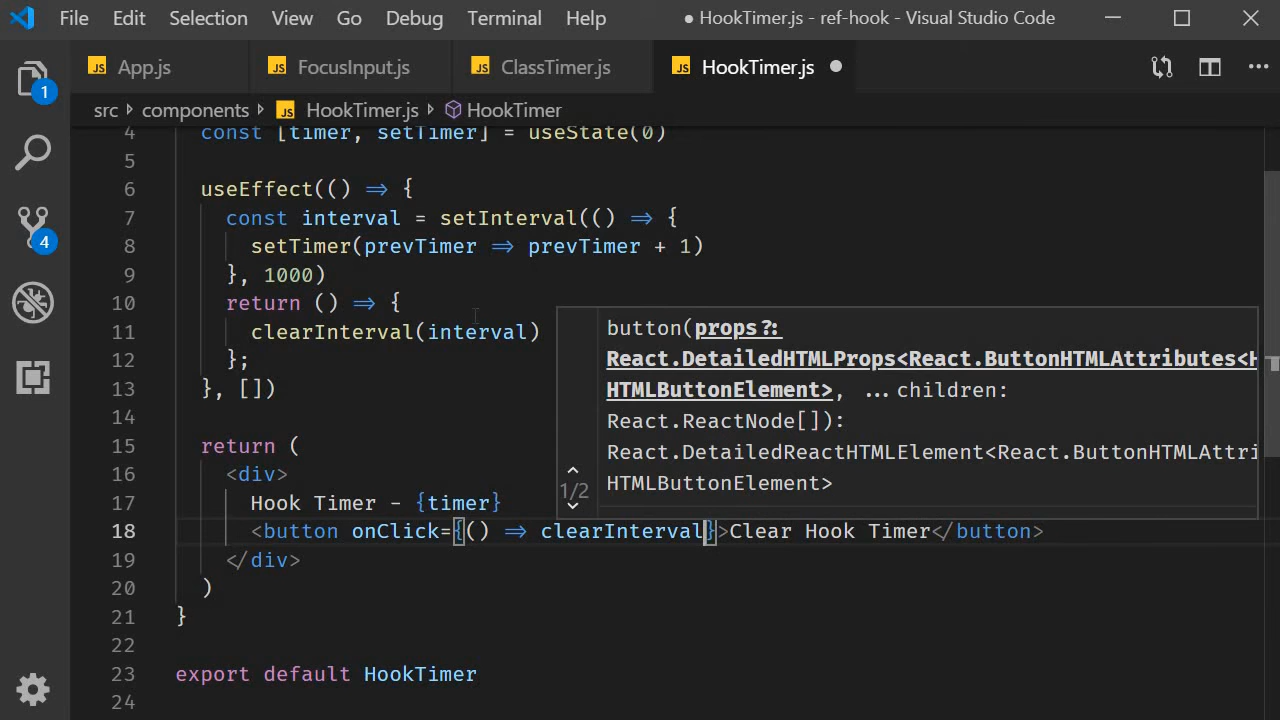 File Edit Selection View Go Debug Terminal Help ● HookTimer.js - ref-hook - Visual Studio Code
JS App.js JS FocusInput.js JS ClassTimer.js JS HookTimer.js ●
src > components > JS HookTimer.js > HookTimer
1
4
4 const [timer, setTimer] = useState(0)
5
6 useEffect(() => {
7 const interval = setInterval(() => {
8 setTimer(prevTimer => prevTimer + 1)
9 }, 1000)
10 return () => {
11 clearInterval(interval)
12 };
13 }, [])
14
15 return (
16 <div>
17 Hook Timer - {timer}
18 <button onClick={() => clearInterval}>Clear Hook Timer</button>
19 </div>
20 )
21 }
22
23 export default HookTimer
24
button(props?:
React.DetailedHTMLProps<React.ButtonHTMLAttributes<H
HTMLButtonElement>, ...children:
React.ReactNode[]):
React.DetailedReactHTMLElement<React.ButtonHTMLAttri
HTMLButtonElement>
1/2